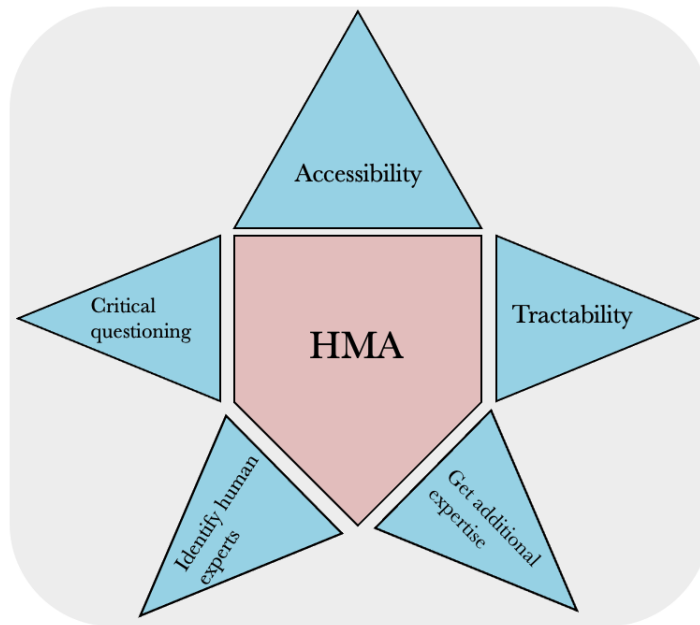 Accessibility
Critical
questioning
HMA
Tractability
Identify human
experts
Get additional
expertise